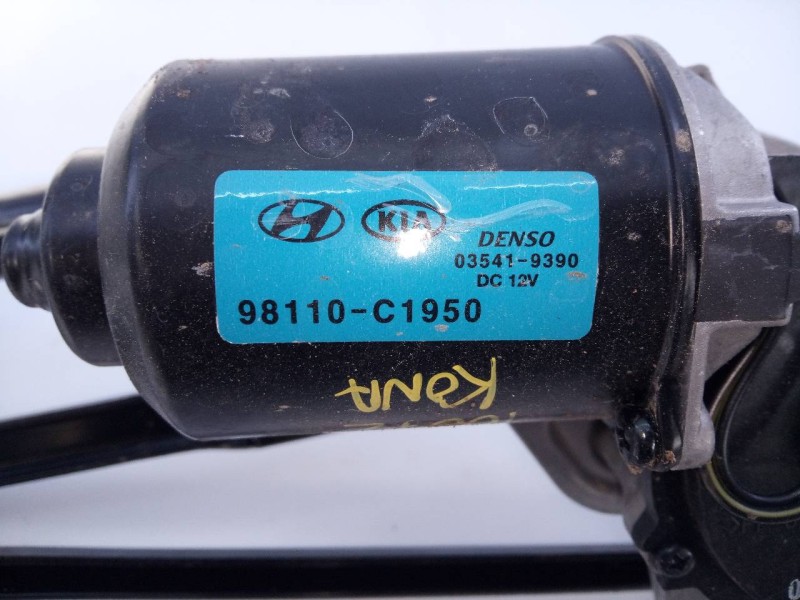 KIA
DENSO
03541-9390
DC 12V
98110-C1950
KONA